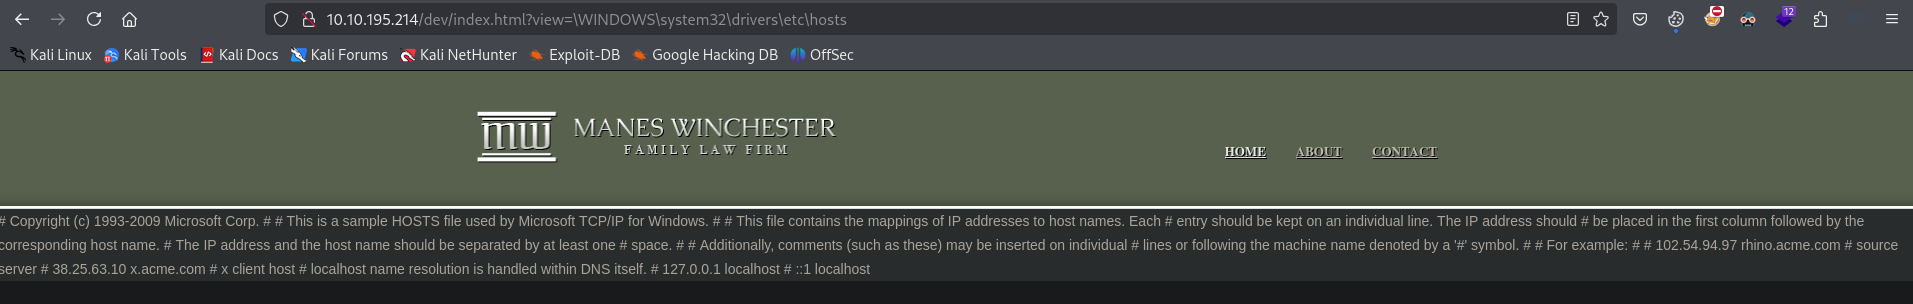 10.10.195.214/dev/index.html?view=\WINDOWS\system32\drivers\etc\hosts
12
Kali Linux Kali Tools Kali Docs Kali Forums Kali NetHunter Exploit-DB Google Hacking DB OffSec
mw MANES WINCHESTER
FAMILY LAW FIRM
HOME ABOUT CONTACT
# Copyright (c) 1993-2009 Microsoft Corp. # # This is a sample HOSTS file used by Microsoft TCP/IP for Windows. # # This file contains the mappings of IP addresses to host names. Each # entry should be kept on an individual line. The IP address should # be placed in the first column followed by the
corresponding host name. # The IP address and the host name should be separated by at least one # space. # # Additionally, comments (such as these) may be inserted on individual # lines or following the machine name denoted by a '#' symbol. # # For example: # # 102.54.94.97 rhino.acme.com # source
server # 38.25.63.10 x.acme.com # x client host # localhost name resolution is handled within DNS itself. # 127.0.0.1 localhost # ::1 localhost